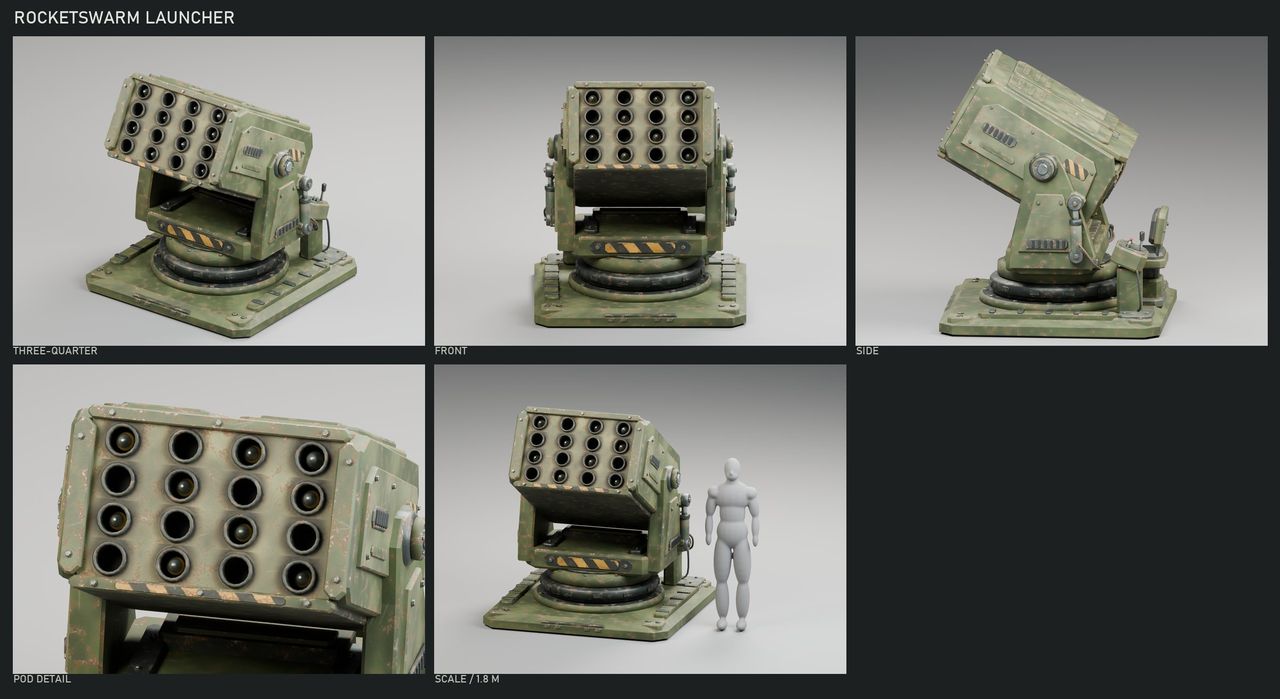 ROCKETSWARM LAUNCHER
THREE-QUARTER
FRONT
SIDE
POD DETAIL
SCALE / 1.8 M